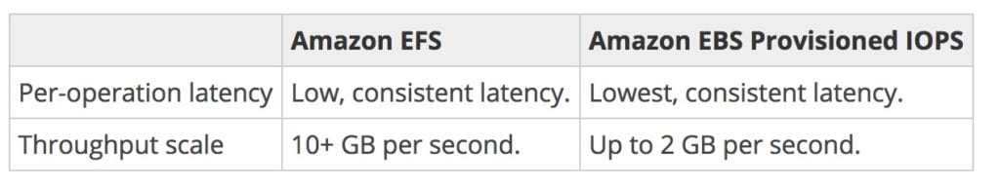 Amazon EFS Amazon EBS Provisioned IOPS
Per-operation latency Low, consistent latency. Lowest, consistent latency.
Throughput scale 10+ GB per second. Up to 2 GB per second.